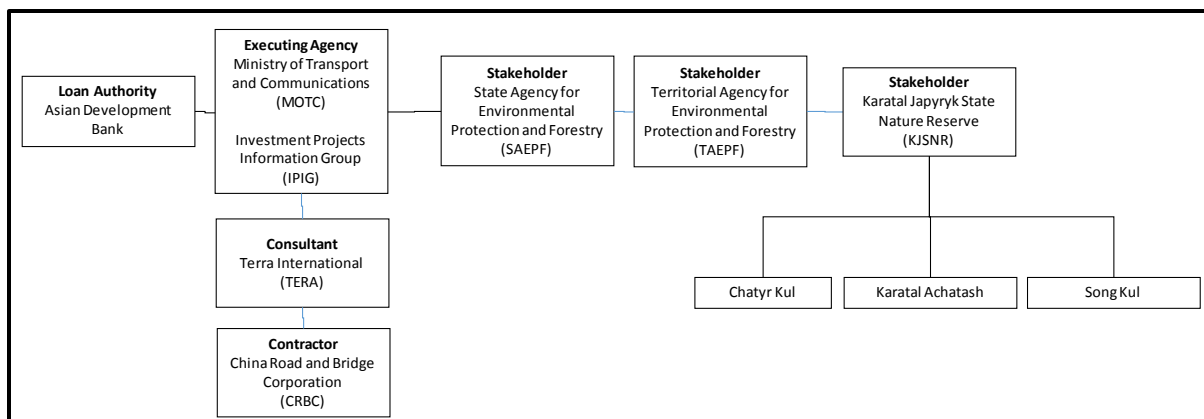 Loan Authority
Asian Development
Bank
Executing Agency
Ministry of Transport
and Communications
(MOTC)
Investment Projects
Information Group
(IPIG)
Stakeholder
State Agency for
Environmental
Protection and Forestry
(SAEPF)
Stakeholder
Territorial Agency for
Environmental
Protection and Forestry
(TAEPF)
Stakeholder
Karatal Japyryk State
Nature Reserve
(KJSNR)
Consultant
Terra International
(TERA)
Chatyr Kul
Karatal Achatash
Song Kul
Contractor
China Road and Bridge
Corporation
(CRBC)